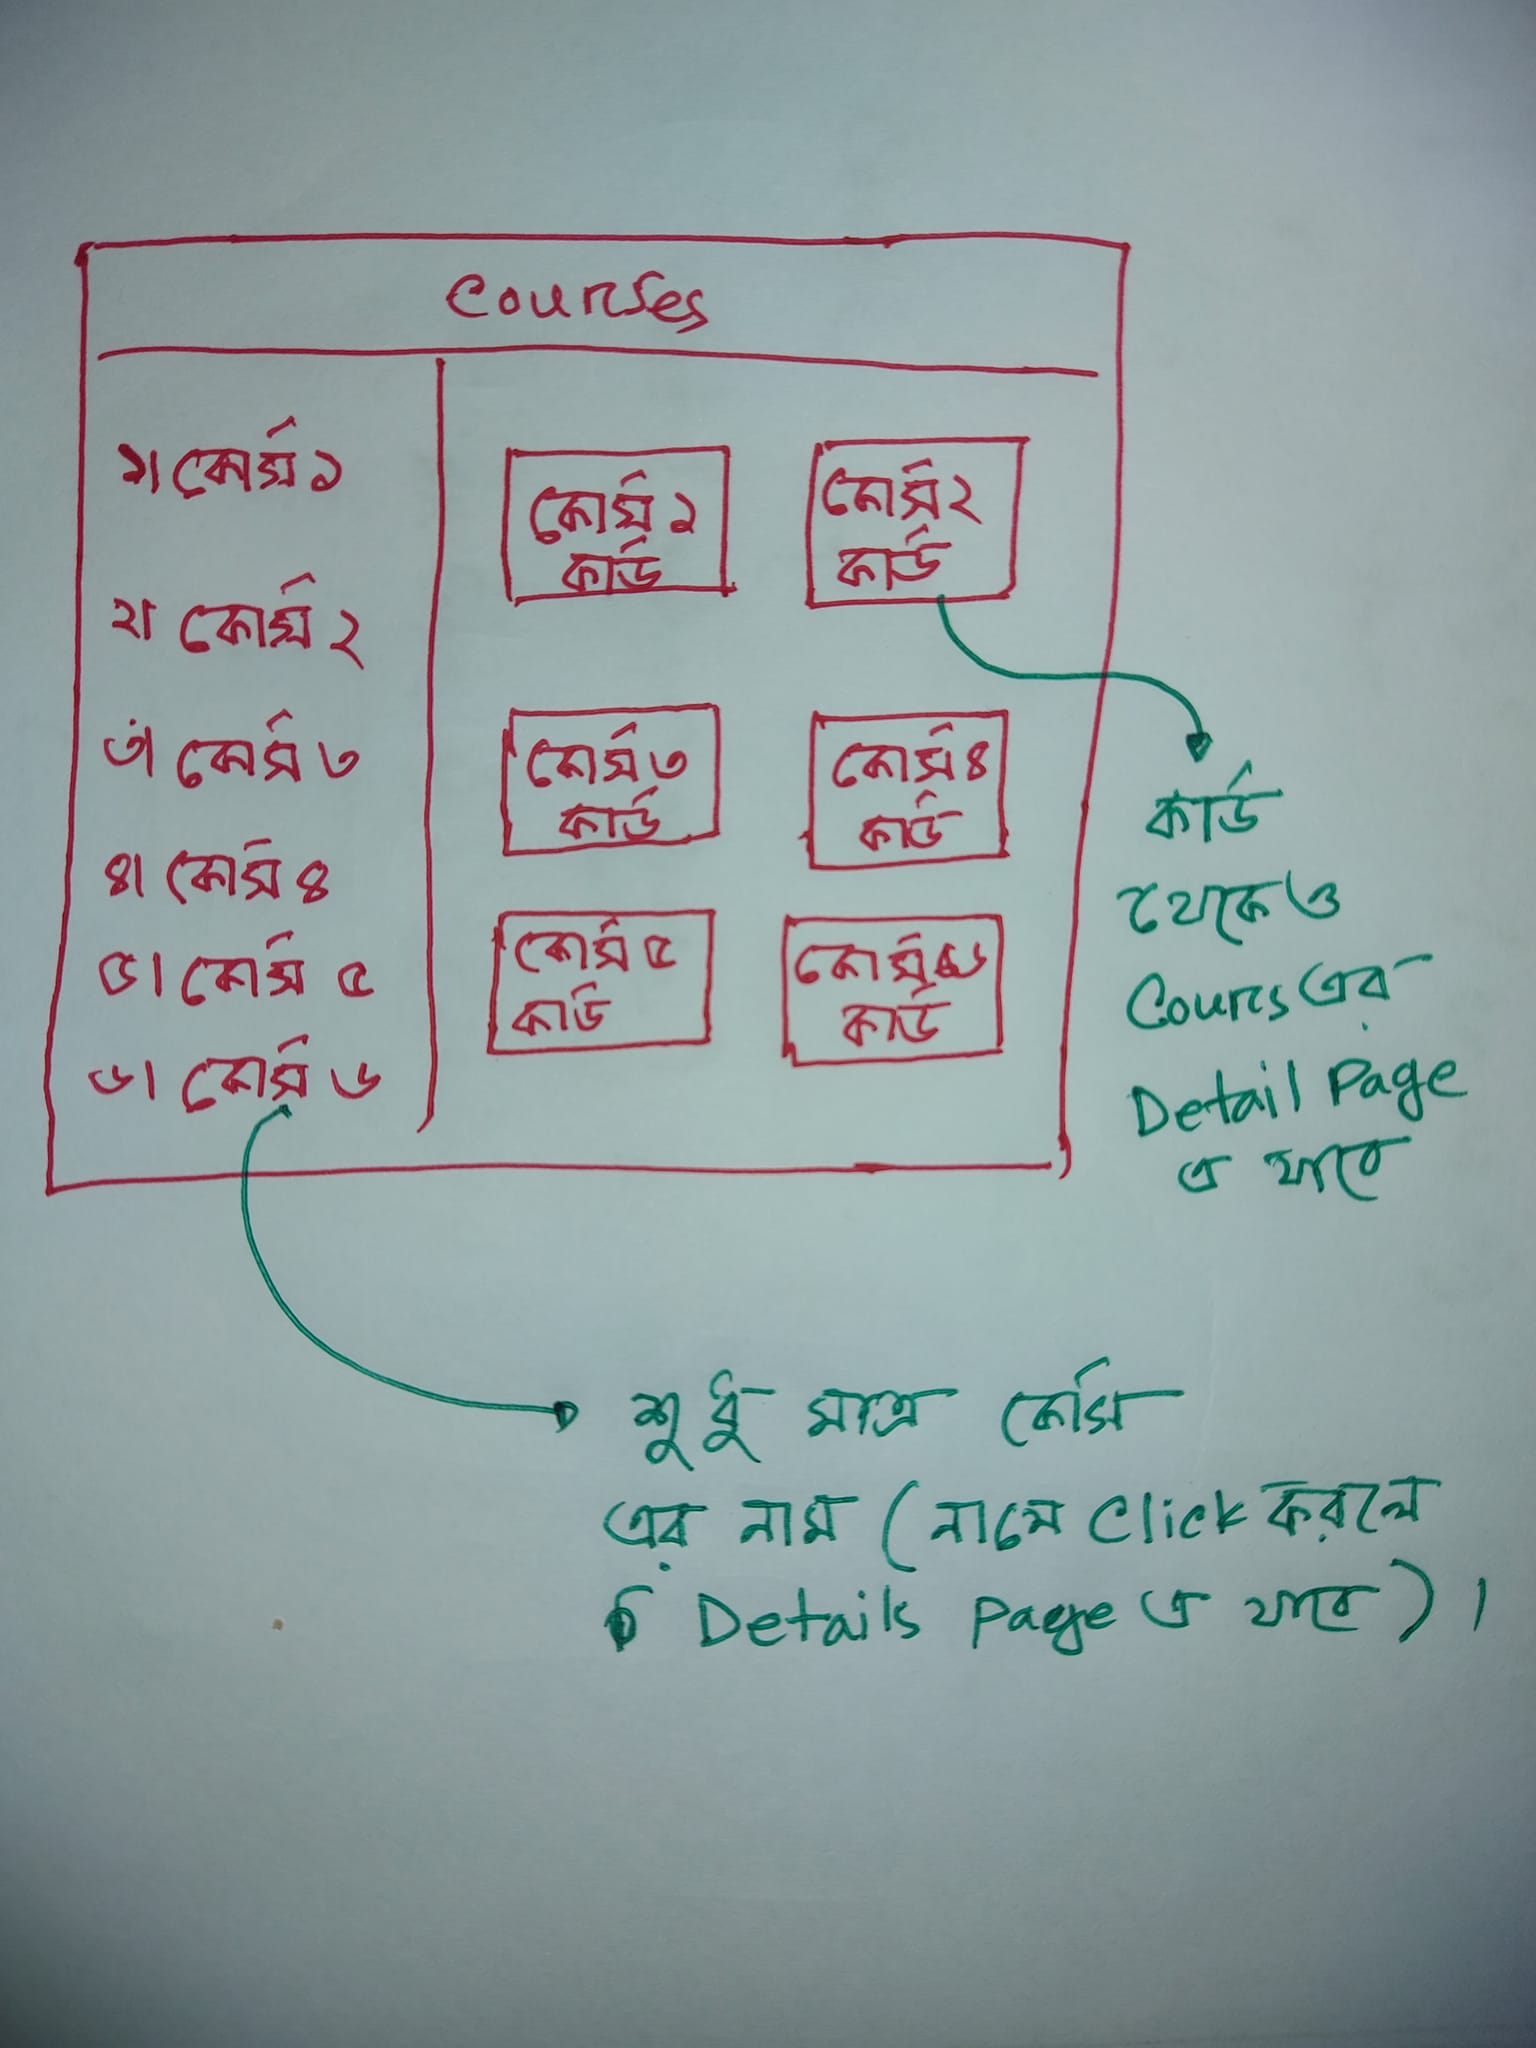 Courses
১। কোর্স ১
২। কোর্স ২
৩। কোর্স ৩
৪। কোর্স ৪
৫। কোর্স ৫
৬। কোর্স ৬
কোর্স ১
কার্ড
কোর্স ২
কার্ড
কোর্স ৩
কার্ড
কোর্স ৪
কার্ড
কোর্স ৫
কার্ড
কোর্স ৬
কার্ড
কার্ড
থেকেও
Cours এর
Detail Page
এ যাবে
শুধু মাত্র কোর্স
এর নাম (নামে Click করলে
Details Page এ যাবে)।